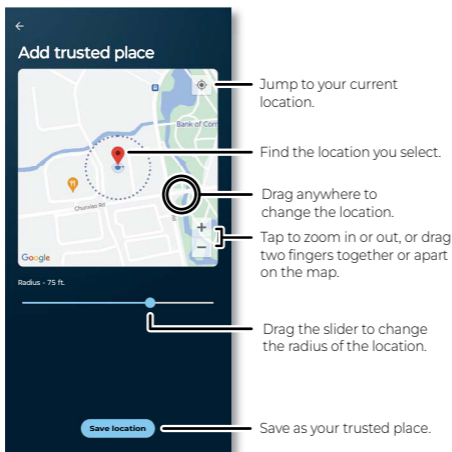 Add trusted place
Jump to your current
location.
Find the location you select.
Drag anywhere to
change the location.
Tap to zoom in or out, or drag
two fingers together or apart
on the map.
Bank of Com
Google
Radius - 75 ft.
Drag the slider to change
the radius of the location.
Save location
Save as your trusted place.